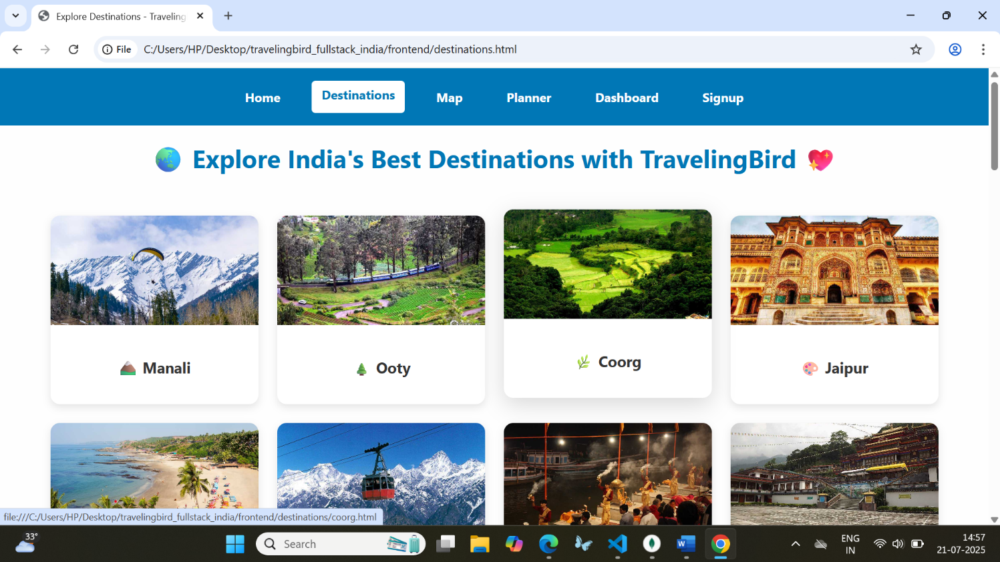 Explore Destinations - Traveling
File
C:/Users/HP/Desktop/travelingbird_fullstack_india/frontend/destinations.html
Home
Destinations
Map
Planner
Dashboard
Signup
Explore India's Best Destinations with TravelingBird
Manali
Ooty
Coorg
Jaipur
file:///C:/Users/HP/Desktop/travelingbird_fullstack_india/frontend/destinations/coorg.html
33°
Search
ENG
IN
14:57
21-07-2025